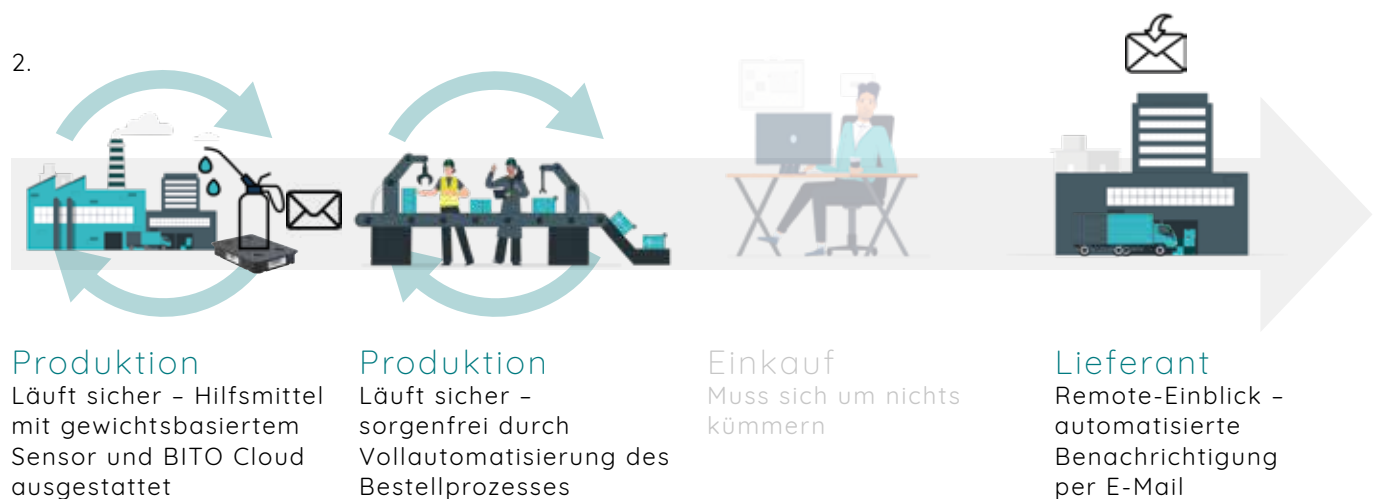 2.
Produktion
Läuft sicher – Hilfsmittel
mit gewichtsbasiertem
Sensor und BITO Cloud
ausgestattet
Produktion
Läuft sicher –
sorgenfrei durch
Vollautomatisierung des
Bestellprozesses
Einkauf
Muss sich um nichts
kümmern
Lieferant
Remote-Einblick –
automatisierte
Benachrichtigung
per E-Mail